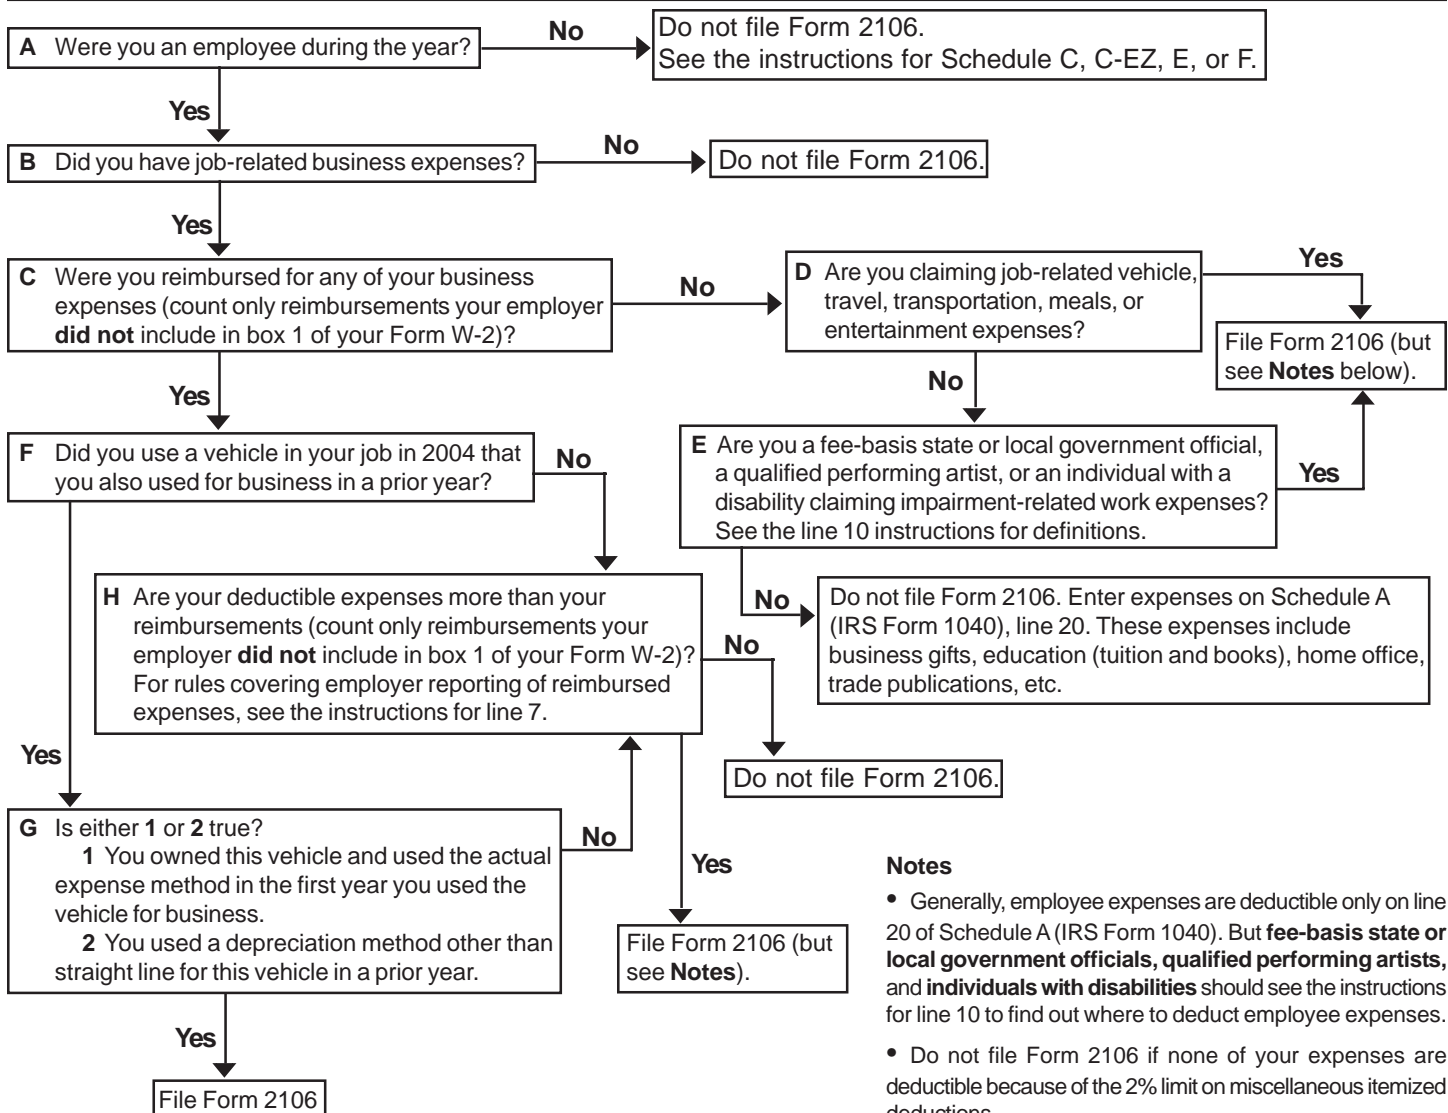 A Were you an employee during the year?
No
Do not file Form 2106.
See the instructions for Schedule C, C-EZ, E, or F.
Yes
B Did you have job-related business expenses?
No
Do not file Form 2106.
Yes
C Were you reimbursed for any of your business
expenses (count only reimbursements your employer
did not include in box 1 of your Form W-2)?
No
D Are you claiming job-related vehicle,
travel, transportation, meals, or
entertainment expenses?
Yes
File Form 2106 (but
see Notes below).
No
Yes
E Are you a fee-basis state or local government official,
a qualified performing artist, or an individual with a
disability claiming impairment-related work expenses?
See the line 10 instructions for definitions.
Yes
F Did you use a vehicle in your job in 2004 that
you also used for business in a prior year?
No
No
Do not file Form 2106. Enter expenses on Schedule A
(IRS Form 1040), line 20. These expenses include
business gifts, education (tuition and books), home office,
trade publications, etc.
H Are your deductible expenses more than your
reimbursements (count only reimbursements your
employer did not include in box 1 of your Form W-2)?
For rules covering employer reporting of reimbursed
expenses, see the instructions for line 7.
No
Do not file Form 2106.
Yes
G Is either 1 or 2 true?
1 You owned this vehicle and used the actual
expense method in the first year you used the
vehicle for business.
2 You used a depreciation method other than
straight line for this vehicle in a prior year.
No
Yes
File Form 2106 (but
see Notes).
Yes
File Form 2106
Notes
• Generally, employee expenses are deductible only on line
20 of Schedule A (IRS Form 1040). But fee-basis state or
local government officials, qualified performing artists,
and individuals with disabilities should see the instructions
for line 10 to find out where to deduct employee expenses.
• Do not file Form 2106 if none of your expenses are
deductible because of the 2% limit on miscellaneous itemized
deductions.